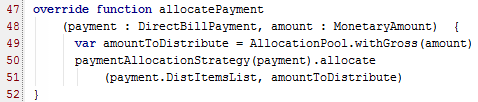 47 override function allocatePayment
48 (payment : DirectBillPayment, amount : MonetaryAmount) {
49 var amountToDistribute = AllocationPool.withGross(amount)
50 paymentAllocationStrategy(payment).allocate
51 (payment.DistItemsList, amountToDistribute)
52 }